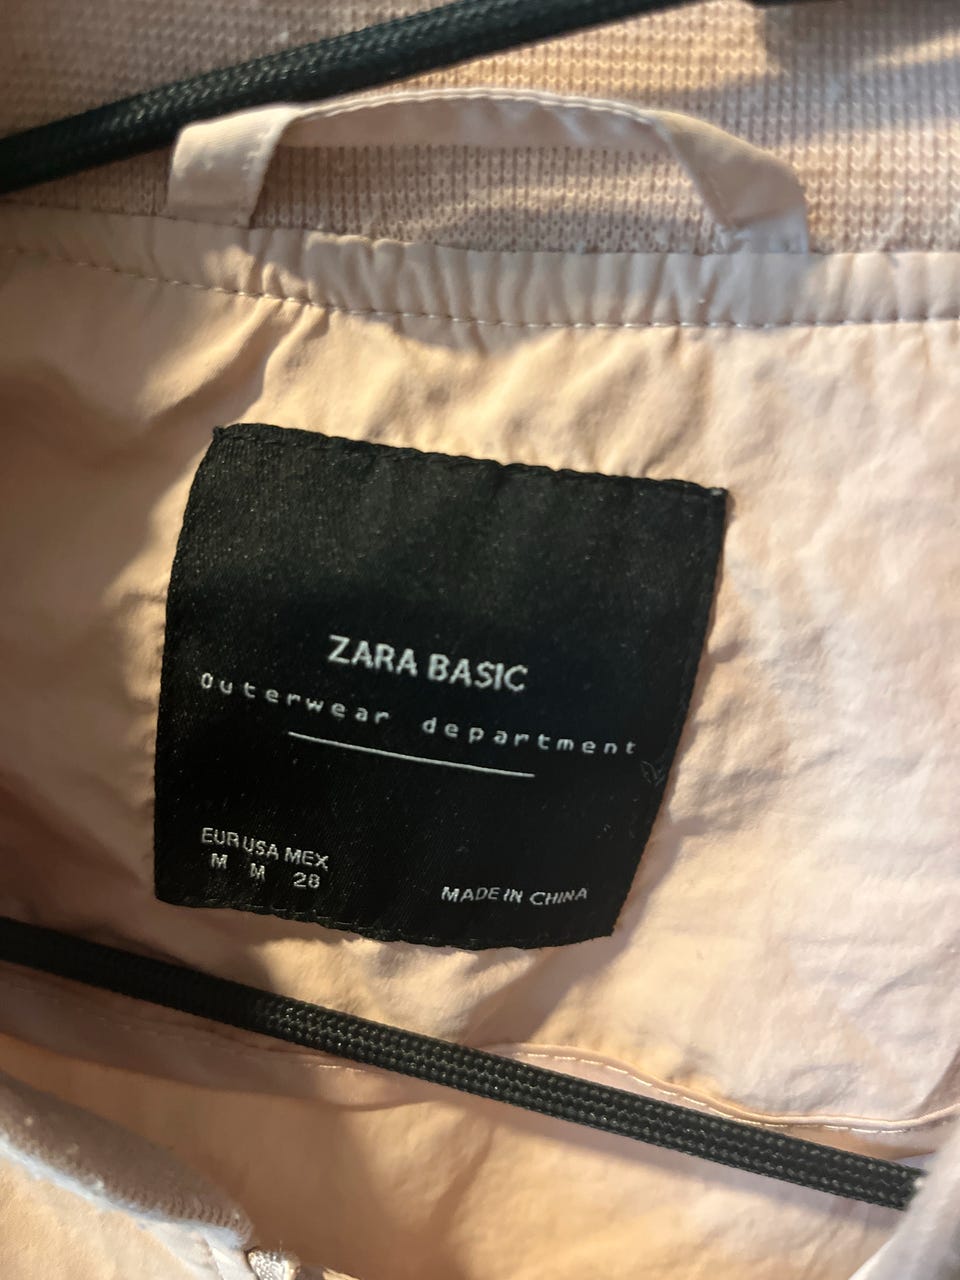 ZARA BASIC
Outerwear department
EUR USA MEX
M M 28
MADE IN CHINA